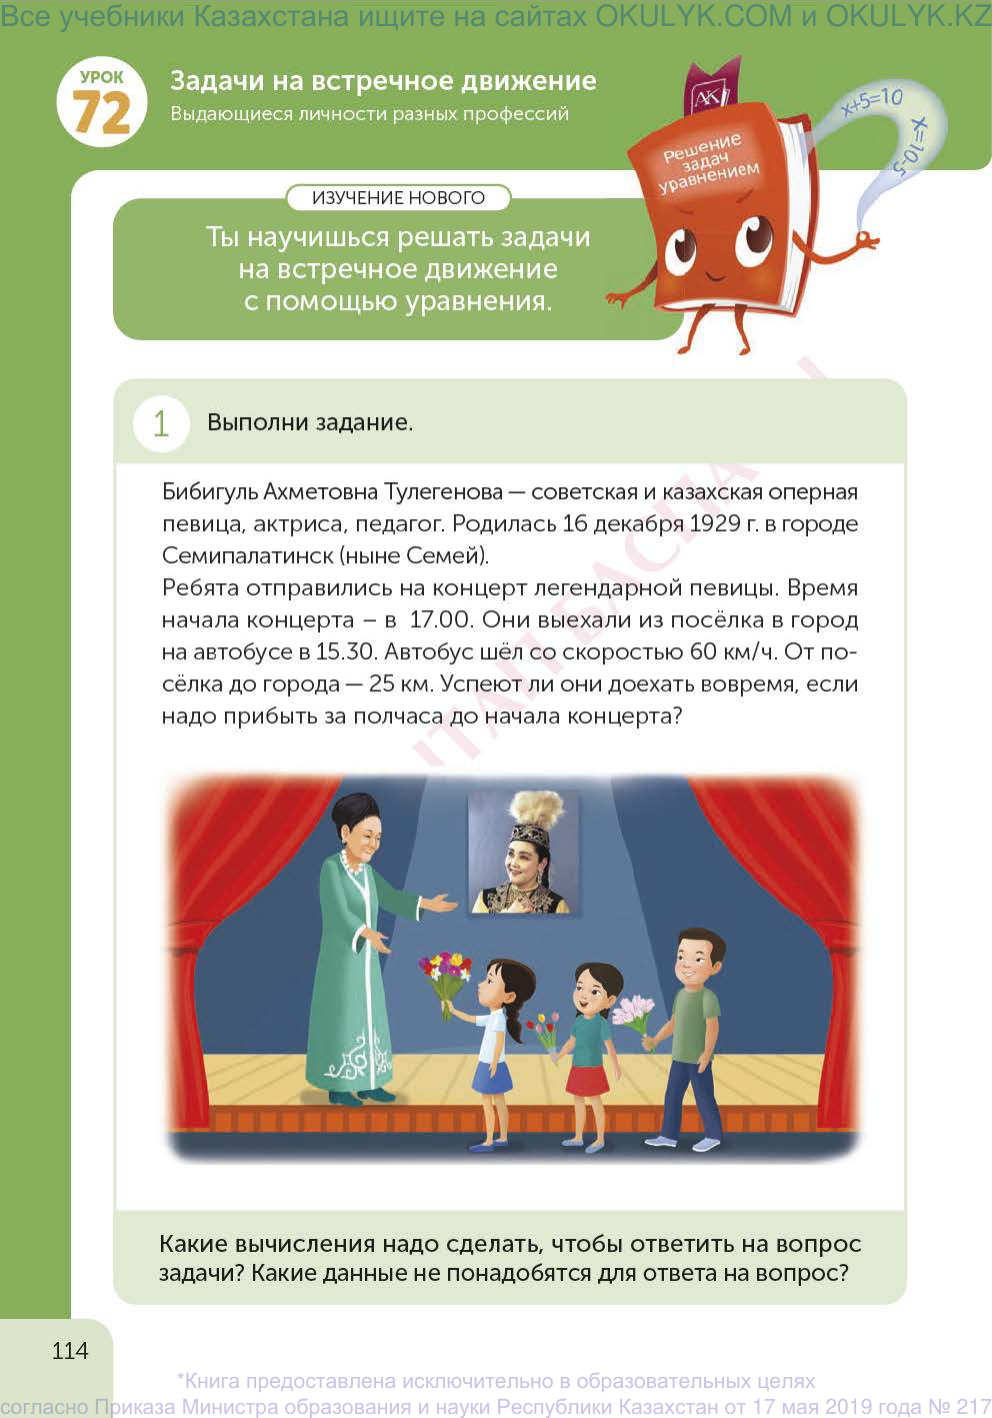 Все учебники Казахстана ищите на сайтах OKULYK.COM и OKULYK.KZ
УРОК
72
Задачи на встречное движение
Выдающиеся личности разных профессий
АК
Решение
задач
уравнением
x+5=10
x=10-5
ИЗУЧЕНИЕ НОВОГО
Ты научишься решать задачи
на встречное движение
с помощью уравнения.
1
Выполни задание.
Бибигуль Ахметовна Тулегенова — советская и казахская оперная
певица, актриса, педагог. Родилась 16 декабря 1929 г. в городе
Семипалатинск (ныне Семей).
Ребята отправились на концерт легендарной певицы. Время
начала концерта – в 17.00. Они выехали из посёлка в город
на автобусе в 15.30. Автобус шёл со скоростью 60 км/ч. От по-
сёлка до города — 25 км. Успеют ли они доехать вовремя, если
надо прибыть за полчаса до начала концерта?
Какие вычисления надо сделать, чтобы ответить на вопрос
задачи? Какие данные не понадобятся для ответа на вопрос?
114
*Книга предоставлена исключительно в образовательных целях
согласно Приказа Министра образования и науки Республики Казахстан от 17 мая 2019 года № 217